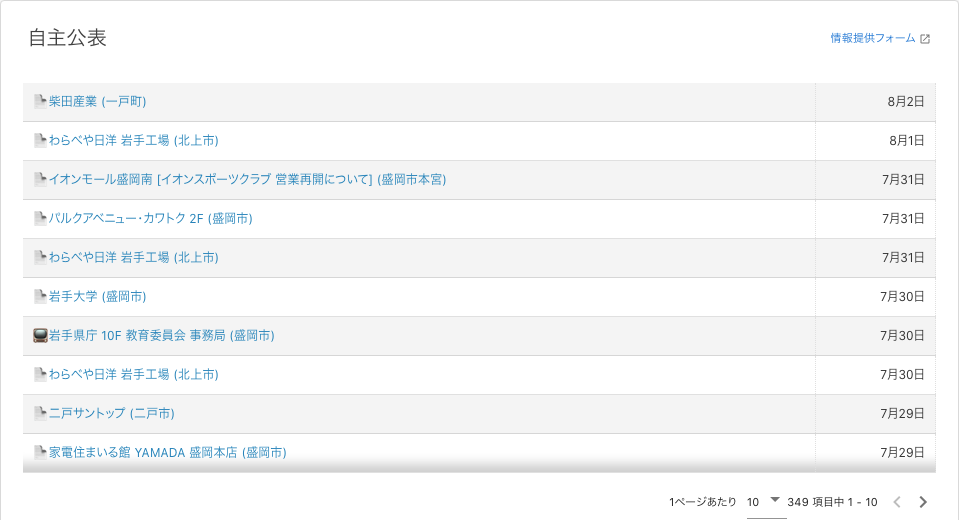 自主公表
情報提供フォーム
柴田産業 (一戸町) 8月2日
わらべや日洋 岩手工場 (北上市) 8月1日
イオンモール盛岡南 [イオンスポーツクラブ 営業再開について] (盛岡市本宮) 7月31日
パルクアベニュー・カワトク 2F (盛岡市) 7月31日
わらべや日洋 岩手工場 (北上市) 7月31日
岩手大学 (盛岡市) 7月30日
岩手県庁 10F 教育委員会 事務局 (盛岡市) 7月30日
わらべや日洋 岩手工場 (北上市) 7月30日
二戸サントップ (二戸市) 7月29日
家電住まいる館 YAMADA 盛岡本店 (盛岡市) 7月29日
1ページあたり 10 349 項目中 1 - 10